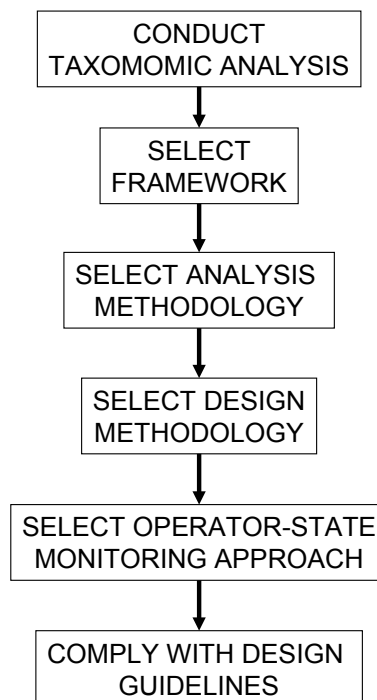 CONDUCT
TAXOMOMIC ANALYSIS
SELECT
FRAMEWORK
SELECT ANALYSIS
METHODOLOGY
SELECT DESIGN
METHODOLOGY
SELECT OPERATOR-STATE
MONITORING APPROACH
COMPLY WITH DESIGN
GUIDELINES